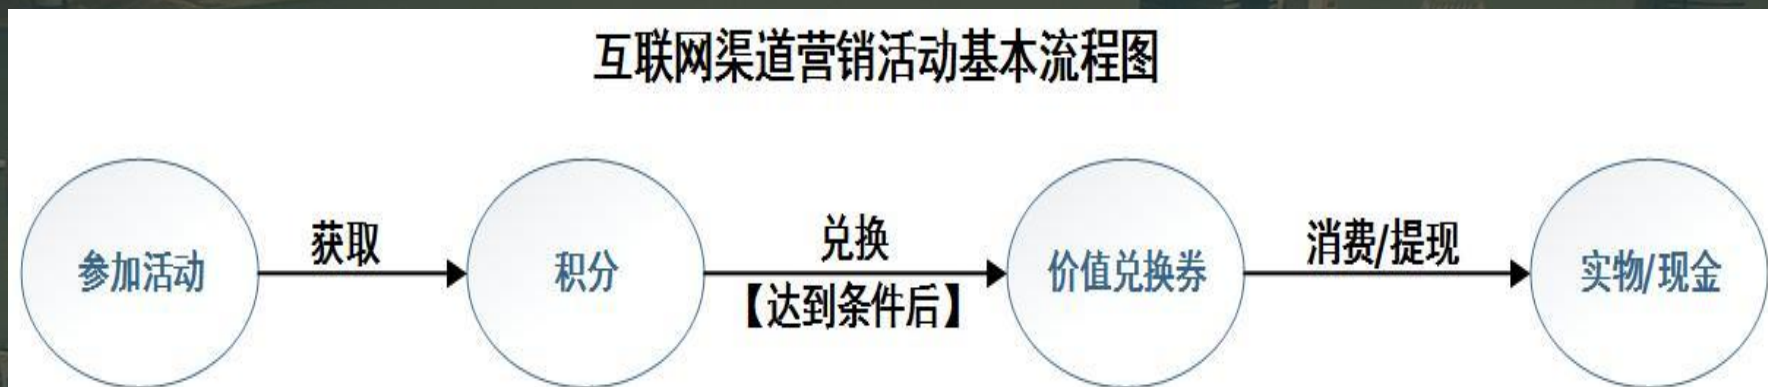 互联网渠道营销活动基本流程图
参加活动
获取
积分
兑换
【达到条件后】
价值兑换券
消费/提现
实物/现金